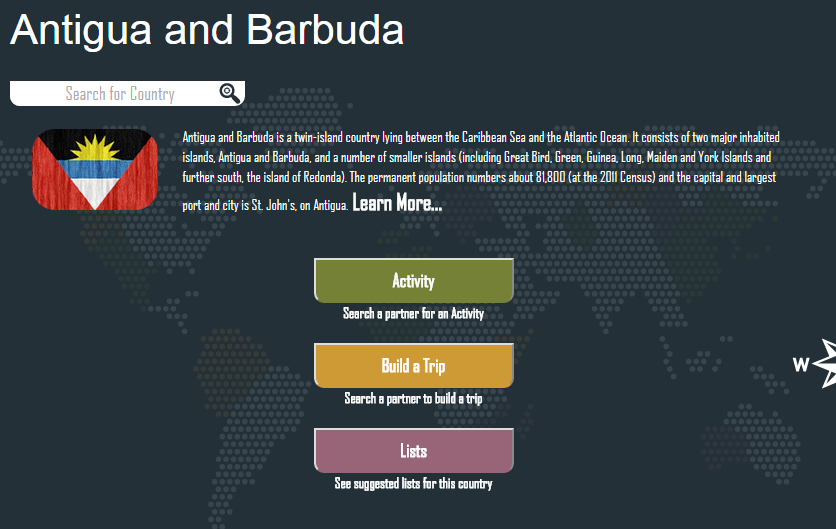 Antigua and Barbuda
Search for Country
Antigua and Barbuda is a twin-island country lying between the Caribbean Sea and the Atlantic Ocean. It consists of two major inhabited
islands, Antigua and Barbuda, and a number of smaller islands (including Great Bird, Green, Guinea, Long, Maiden and York Islands and
further south, the island of Redonda). The permanent population numbers about 81,800 (at the 2011 Census) and the capital and largest
port and city is St. John's, on Antigua. Learn More...
Activity
Search a partner for an Activity
Build a Trip
Search a partner to build a trip
W
Lists
See suggested lists for this country